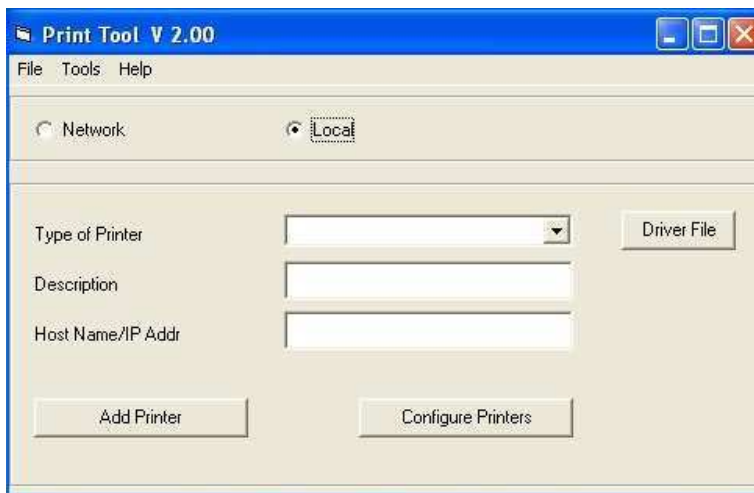 Print Tool V 2.00
File Tools Help
Network Local
Type of Printer Driver File
Description
Host Name/IP Addr
Add Printer Configure Printers